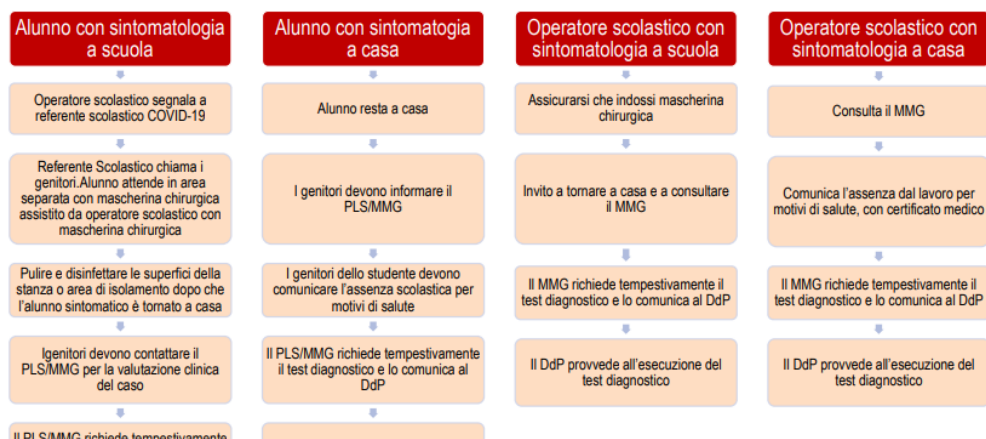 Alunno con sintomatologia
a scuola
Operatore scolastico segnala a
referente scolastico COVID-19
Referente Scolastico chiama i
genitori.Alunno attende in area
separata con mascherina chirurgica
assistito da operatore scolastico con
mascherina chirurgica
Pulire e disinfettare le superfici della
stanza o area di isolamento dopo che
l'alunno sintomatico è tornato a casa
Igenitori devono contattare il
PLS/MMG per la valutazione clinica
del caso
Il PLS/MMG richiede tempestivamente
Alunno con sintomatogia
a casa
Alunno resta a casa
I genitori devono informare il
PLS/MMG
I genitori dello studente devono
comunicare l'assenza scolastica per
motivi di salute
Il PLS/MMG richiede tempestivamente
il test diagnostico e lo comunica al
DdP
Operatore scolastico con
sintomatologia a scuola
Assicurarsi che indossi mascherina
chirurgica
Invito a tornare a casa e a consultare
il MMG
Il MMG richiede tempestivamente il
test diagnostico e lo comunica al DdP
Il DdP provvede all'esecuzione del
test diagnostico
Operatore scolastico con
sintomatologia a casa
Consulta il MMG
Comunica l'assenza dal lavoro per
motivi di salute, con certificato medico
Il MMG richiede tempestivamente il
test diagnostico e lo comunica al DdP
Il DdP provvede all'esecuzione del
test diagnostico